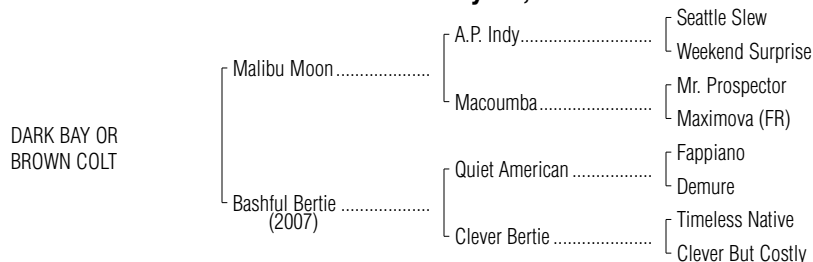 Seattle Slew
A.P. Indy
Weekend Surprise
Malibu Moon
Mr. Prospector
Macoumba
Maximova (FR)
DARK BAY OR
BROWN COLT
Fappiano
Quiet American
Demure
Bashful Bertie
(2007)
Timeless Native
Clever Bertie
Clever But Costly